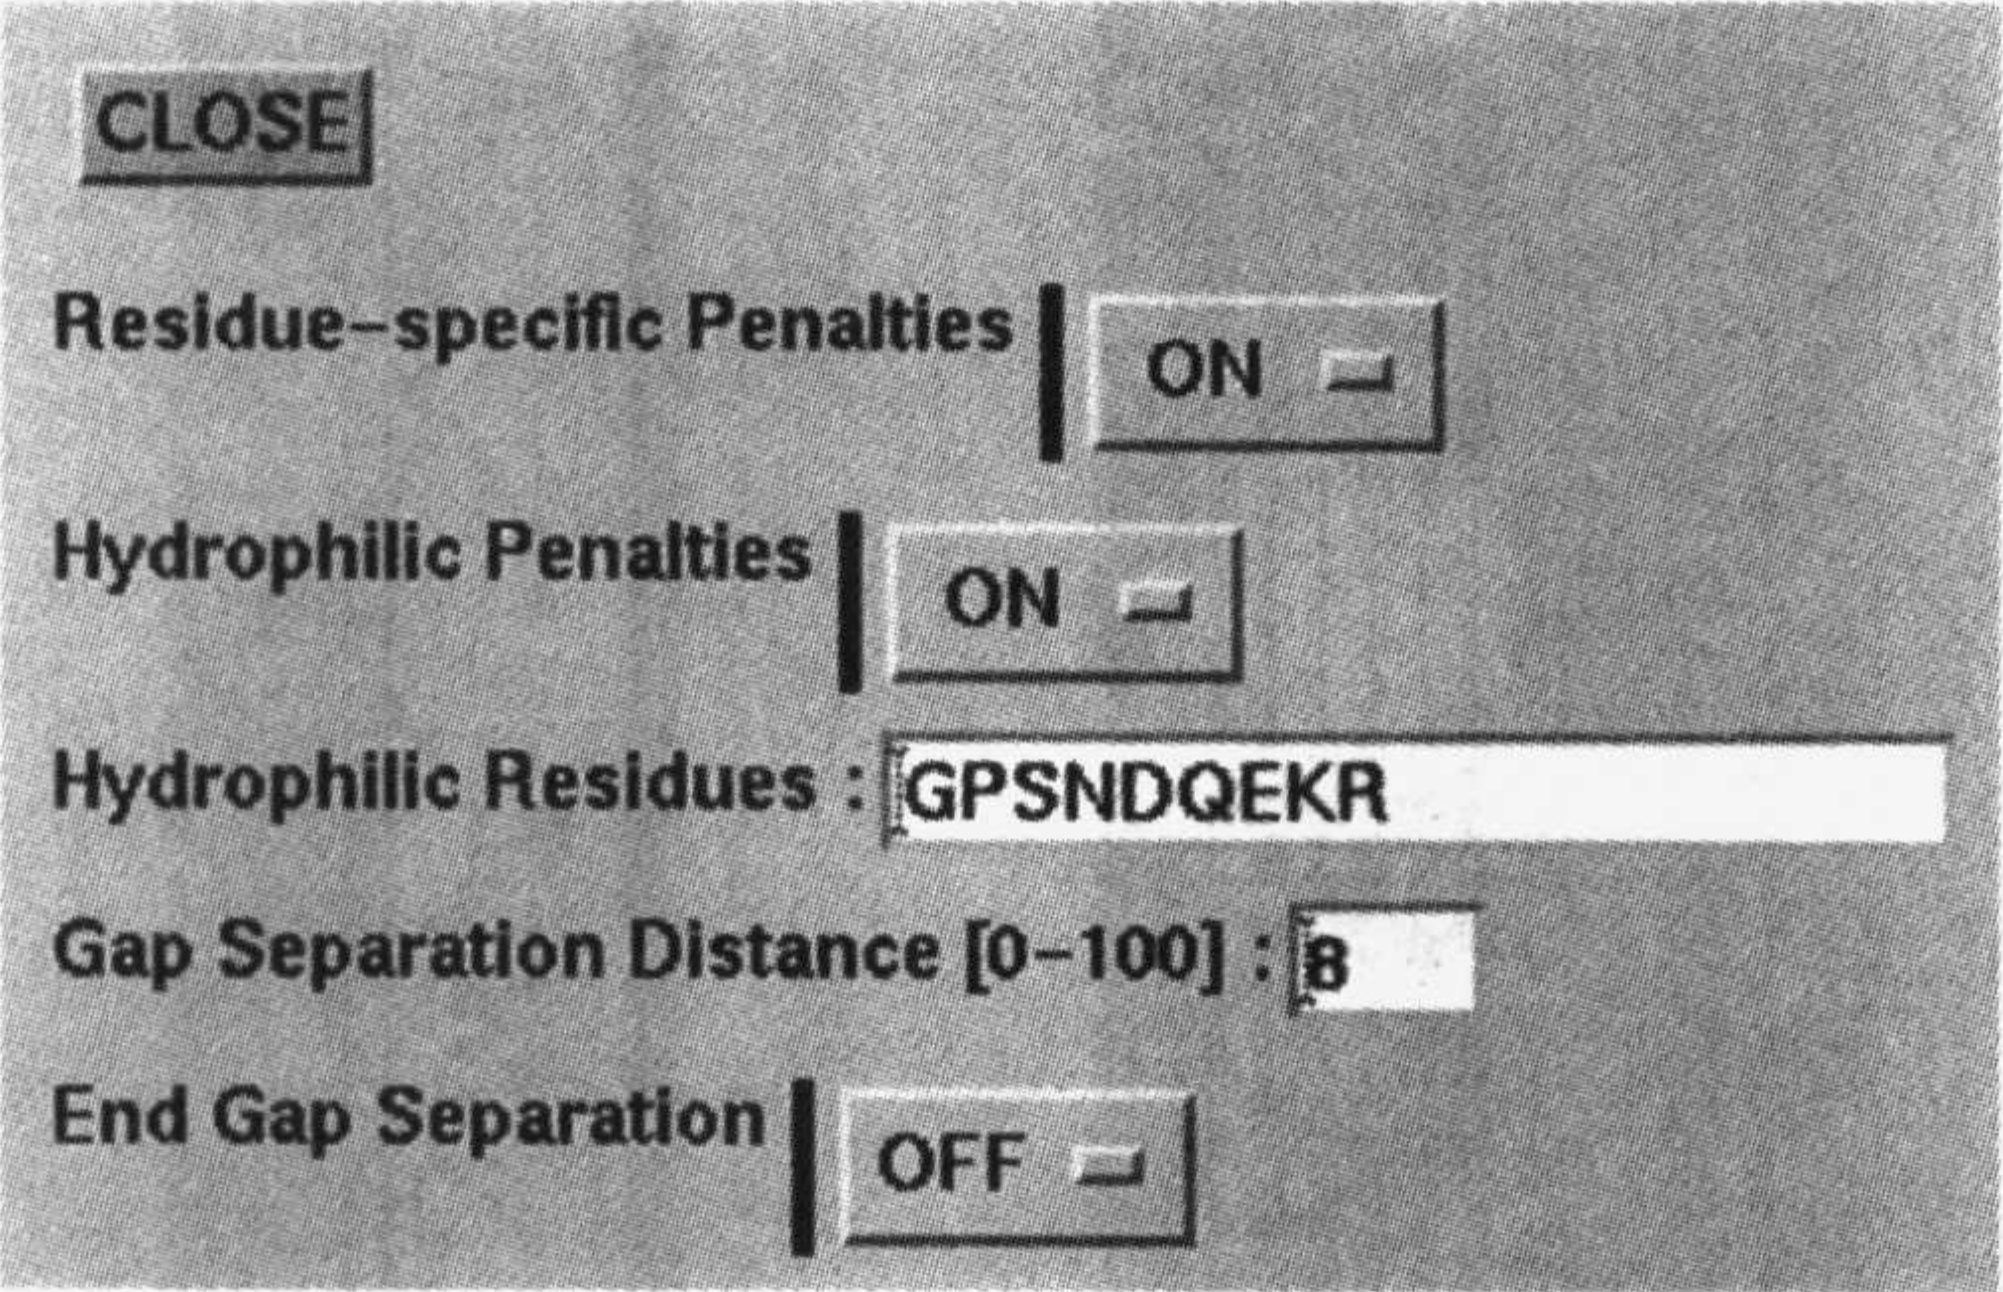 CLOSE
Residue-specific Penalties ON
Hydrophilic Penalties ON
Hydrophilic Residues : GPSNDQEKR
Gap Separation Distance [0-100] : 8
End Gap Separation OFF